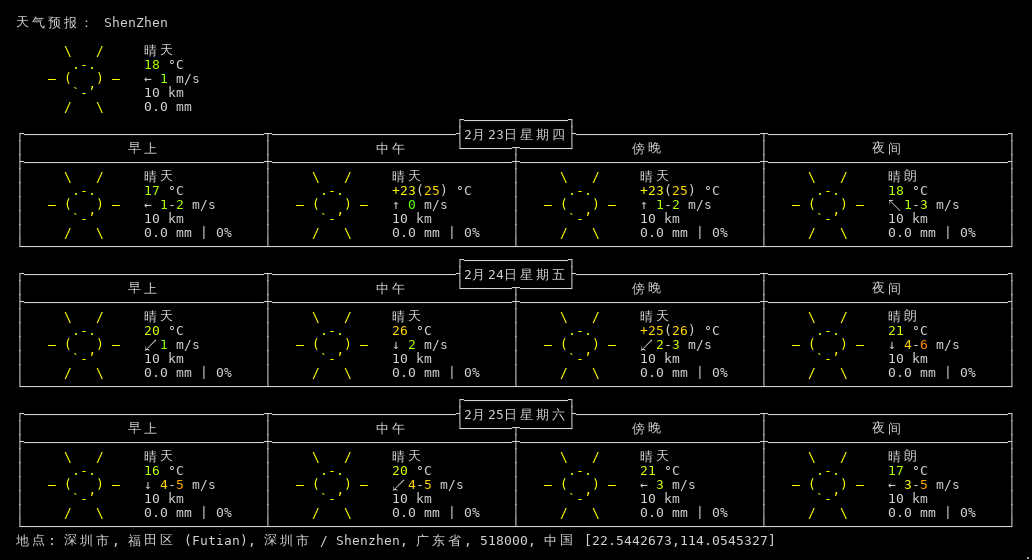 天气预报： ShenZhen
晴天
18 °C
← 1 m/s
10 km
0.0 mm
2月23日星期四
早上 中午 傍晚 夜间
晴天 晴天 晴天 晴朗
17 °C +23(25) °C +23(25) °C 18 °C
← 1-2 m/s ↑ 0 m/s ↑ 1-2 m/s ↖ 1-3 m/s
10 km 10 km 10 km 10 km
0.0 mm | 0% 0.0 mm | 0% 0.0 mm | 0% 0.0 mm | 0%
2月24日星期五
早上 中午 傍晚 夜间
晴天 晴天 晴天 晴朗
20 °C 26 °C +25(26) °C 21 °C
↙ 1 m/s ↓ 2 m/s ↙ 2-3 m/s ↓ 4-6 m/s
10 km 10 km 10 km 10 km
0.0 mm | 0% 0.0 mm | 0% 0.0 mm | 0% 0.0 mm | 0%
2月25日星期六
早上 中午 傍晚 夜间
晴天 晴天 晴天 晴朗
16 °C 20 °C 21 °C 17 °C
↓ 4-5 m/s ↙ 4-5 m/s ← 3 m/s ← 3-5 m/s
10 km 10 km 10 km 10 km
0.0 mm | 0% 0.0 mm | 0% 0.0 mm | 0% 0.0 mm | 0%
地点: 深圳市, 福田区 (Futian), 深圳市 / Shenzhen, 广东省, 518000, 中国 [22.5442673,114.0545327]